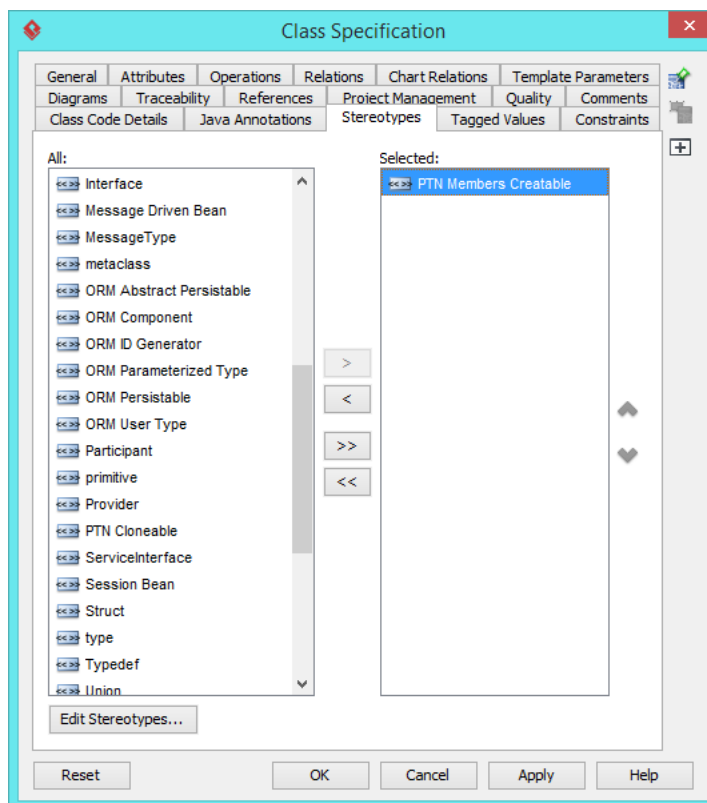 Class Specification
General Attributes Operations Relations Chart Relations Template Parameters
Diagrams Traceability References Project Management Quality Comments
Class Code Details Java Annotations Stereotypes Tagged Values Constraints
All: Selected:
Interface PTN Members Creatable
Message Driven Bean
MessageType
metaclass
ORM Abstract Persistable
ORM Component
ORM ID Generator
ORM Parameterized Type
>
ORM Persistable
<
ORM User Type
Participant
>>
primitive
<<
Provider
PTN Cloneable
ServiceInterface
Session Bean
Struct
type
Typedef
Union
Edit Stereotypes...
Reset OK Cancel Apply Help